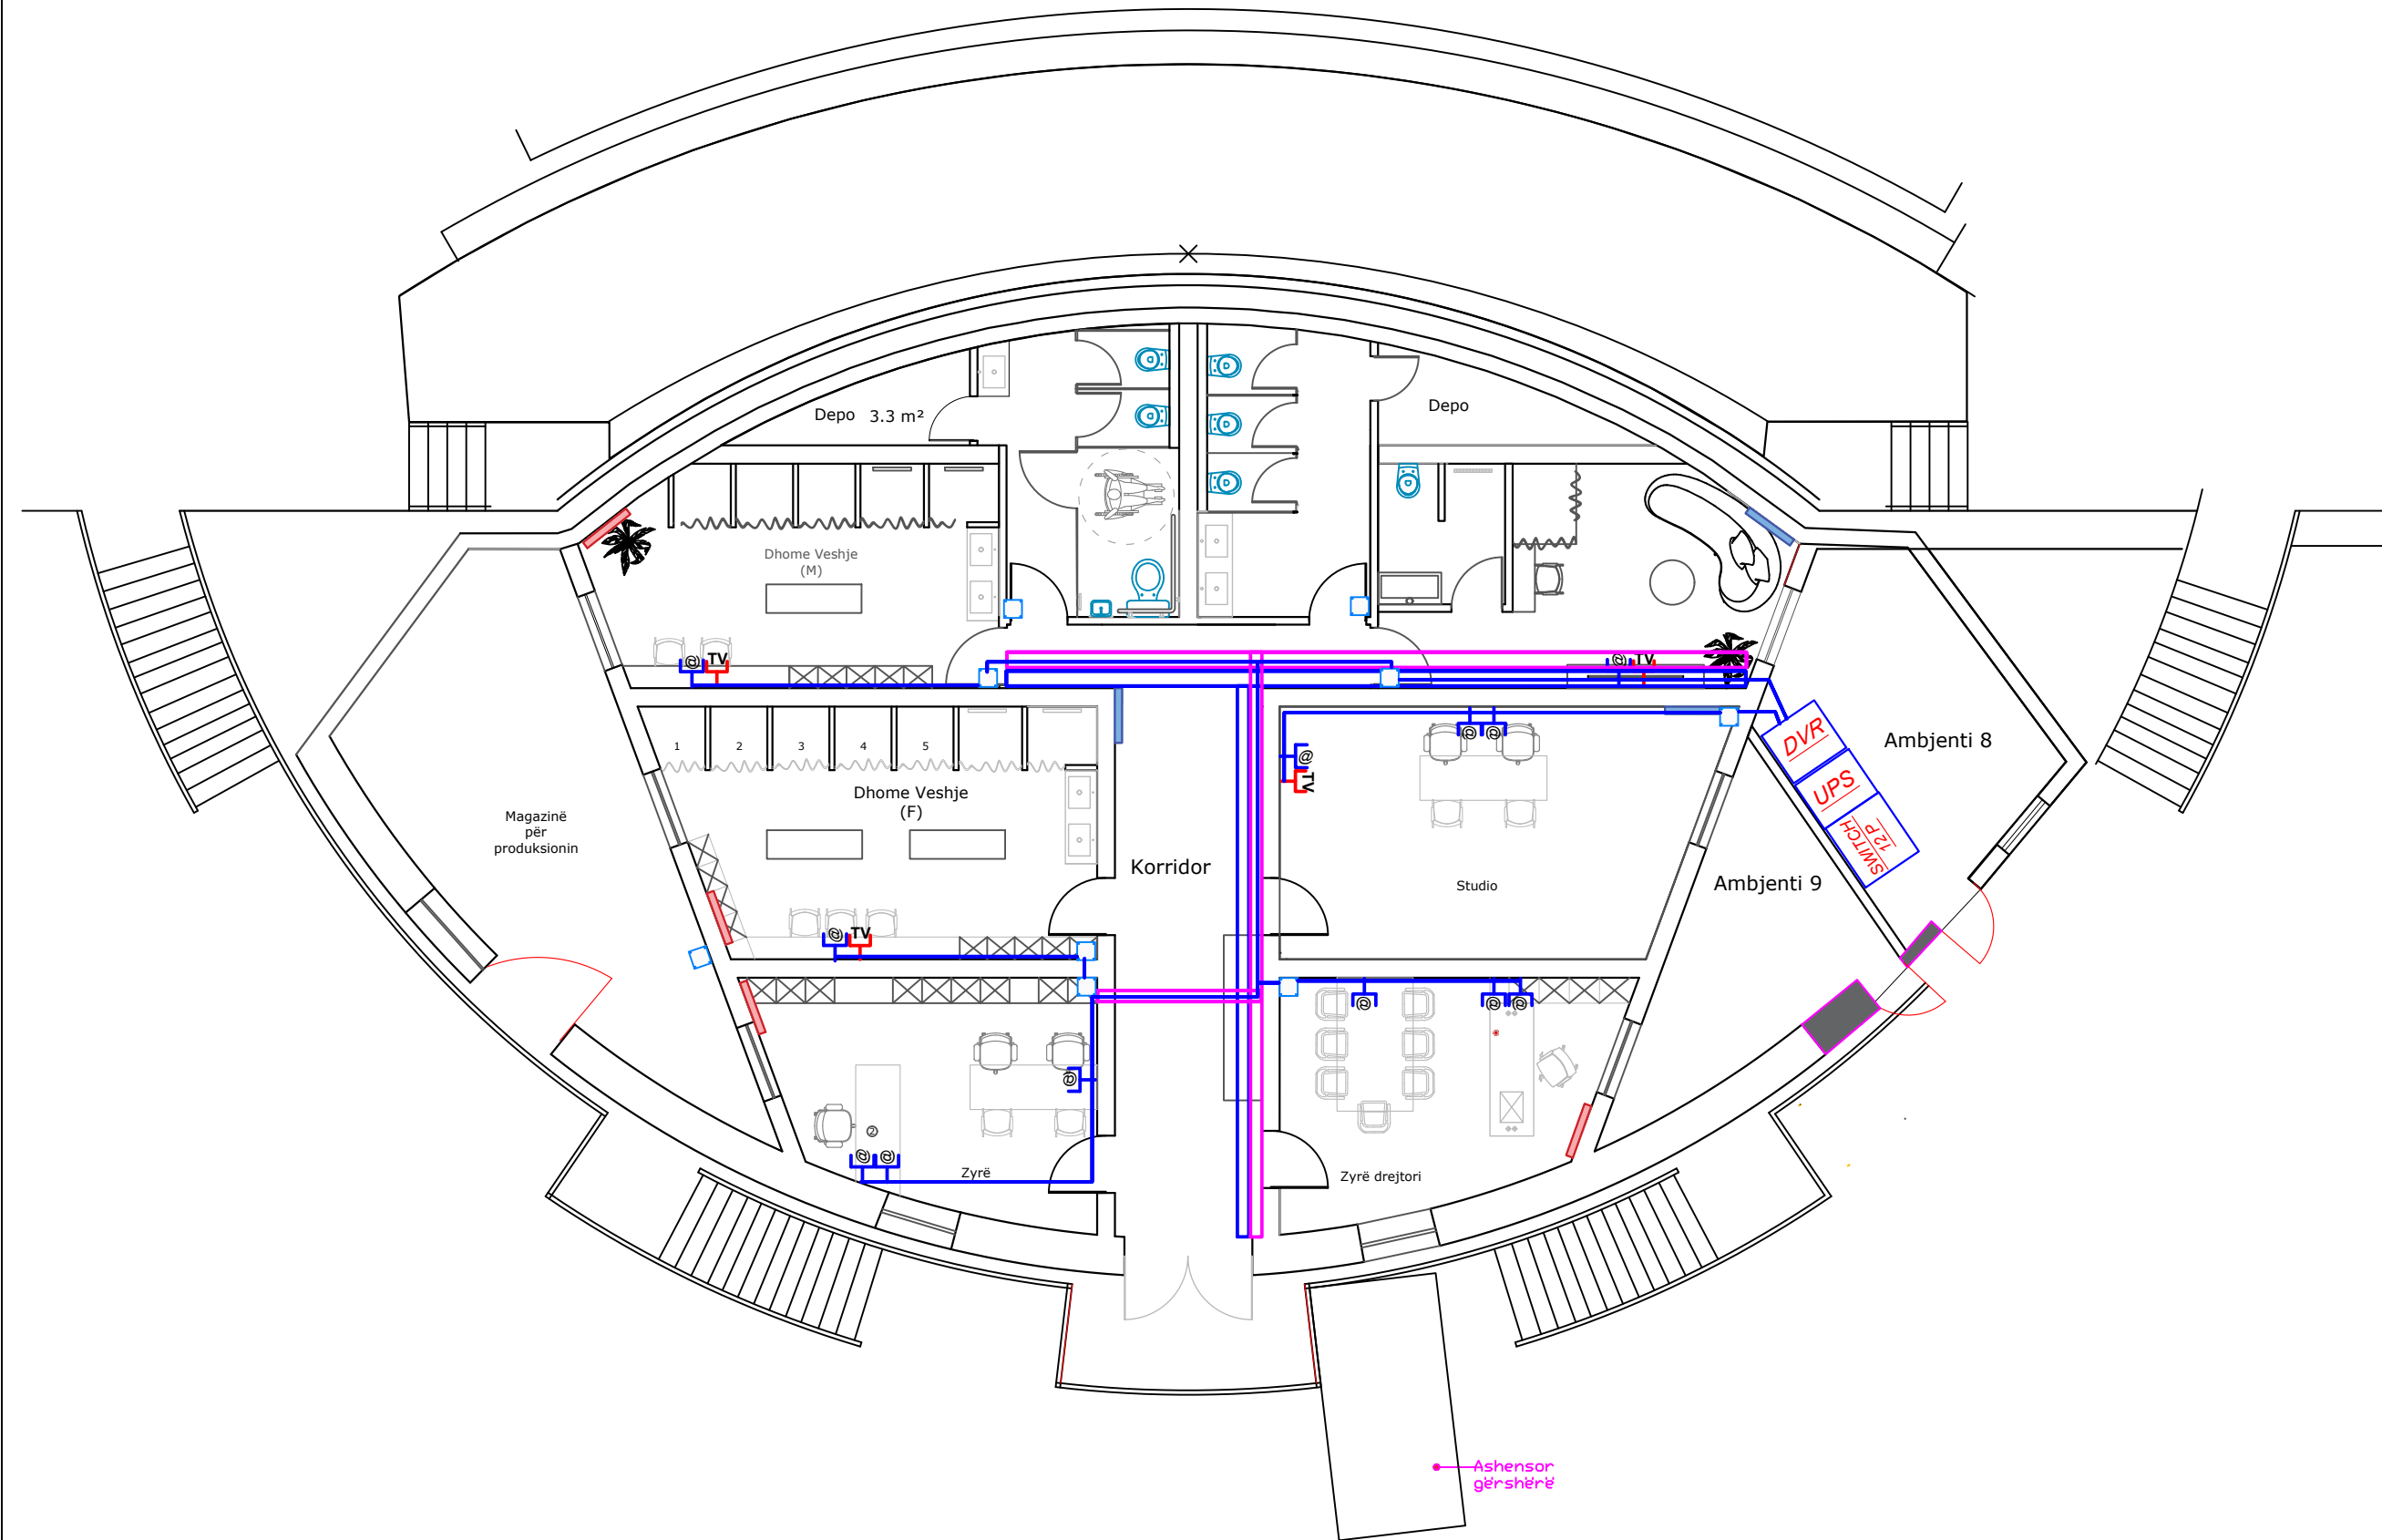 Depo 3.3 m²
Depo
Dhome Veshje
(M)
@ TV
@ TV
1 2 3 4 5
@ @
@
TV
DVR
UPS
SWITCH
12 P
Ambjenti 8
Dhome Veshje
(F)
Magazinë
për
produksionin
Korridor
Studio
Ambjenti 9
@ TV
@ @ @
@
2
@ @
Zyrë
Zyrë drejtori
Ashensor
gërshërë